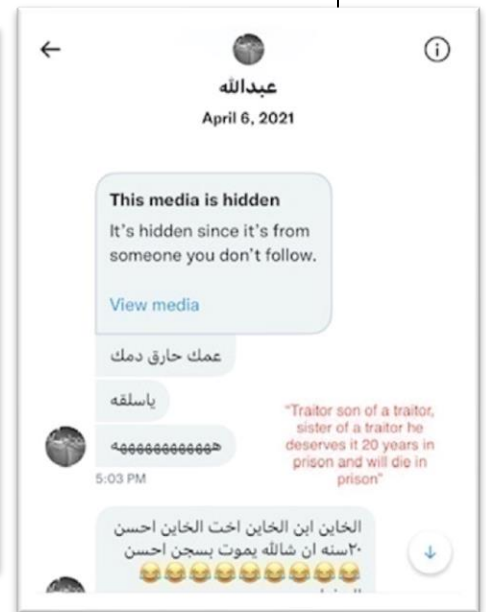 عبدالله
April 6, 2021
This media is hidden
It's hidden since it's from
someone you don't follow.
View media
عمك حارق دمك
ياسلقه
هههههههههههههه
"Traitor son of a traitor,
sister of a traitor he
deserves it 20 years in
prison and will die in
prison"
5:03 PM
الخاين ابن الخاين اخت الخاين احسن
٢٠سنه ان شالله يموت بسجن احسن
😂😂😂😂😂😂😂😂😂